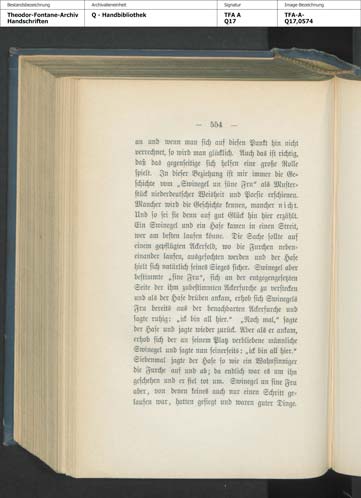 Bestandsbezeichnung
Archivalieneinheit
Signatur
Image-Bezeichnung
Theodor-Fontane-Archiv
Handschriften
Q - Handbibliothek
TFA A
Q17
TFA-A-
Q17,0574
— 554 —
an und wenn man sich auf diesen Punkt hin nicht
verrechnet, so wird man glücklich. Auch das ist richtig,
daß das gegenseitige sich helfen eine große Rolle
spielt. In dieser Beziehung ist mir immer die Ge-
schichte vom „Swinegel un sine Fru“ als Muster-
stück niederdeutscher Weisheit und Poesie erschienen.
Mancher wird die Geschichte kennen, mancher nicht.
Und so sei sie denn auf gut Glück hin hier erzählt.
Ein Swinegel und ein Hase kamen in einen Streit,
wer am besten laufen könne. Die Sache sollte auf
einem gepflügten Ackerfeld, wo die Furchen neben-
einander laufen, ausgefochten werden und der Hase
hielt sich natürlich seines Sieges sicher. Swinegel aber
bestimmte „sine Fru“, sich an der entgegengesetzten
Seite der ihm zubestimmten Ackerfurche zu verstecken
und als der Hase drüben ankam, erhob sich Swinegels
Fru bereits aus der benachbarten Ackerfurche und
sagte ruhig: „ick bin all hier.“ „Noch mal,“ sagte
der Hase und jagte wieder zurück. Aber als er ankam,
erhob sich der an seinem Platz verbliebene männliche
Swinegel und sagte nun seinerseits: „ick bin all hier.“
Siebenmal jagte der Hase so wie ein Wahnsinniger
die Furche auf und ab; da endlich war es um ihn
geschehen und er fiel tot um. Swinegel un sine Fru
aber, von denen keines auch nur einen Schritt ge-
laufen war, hatten gesiegt und waren guter Dinge.